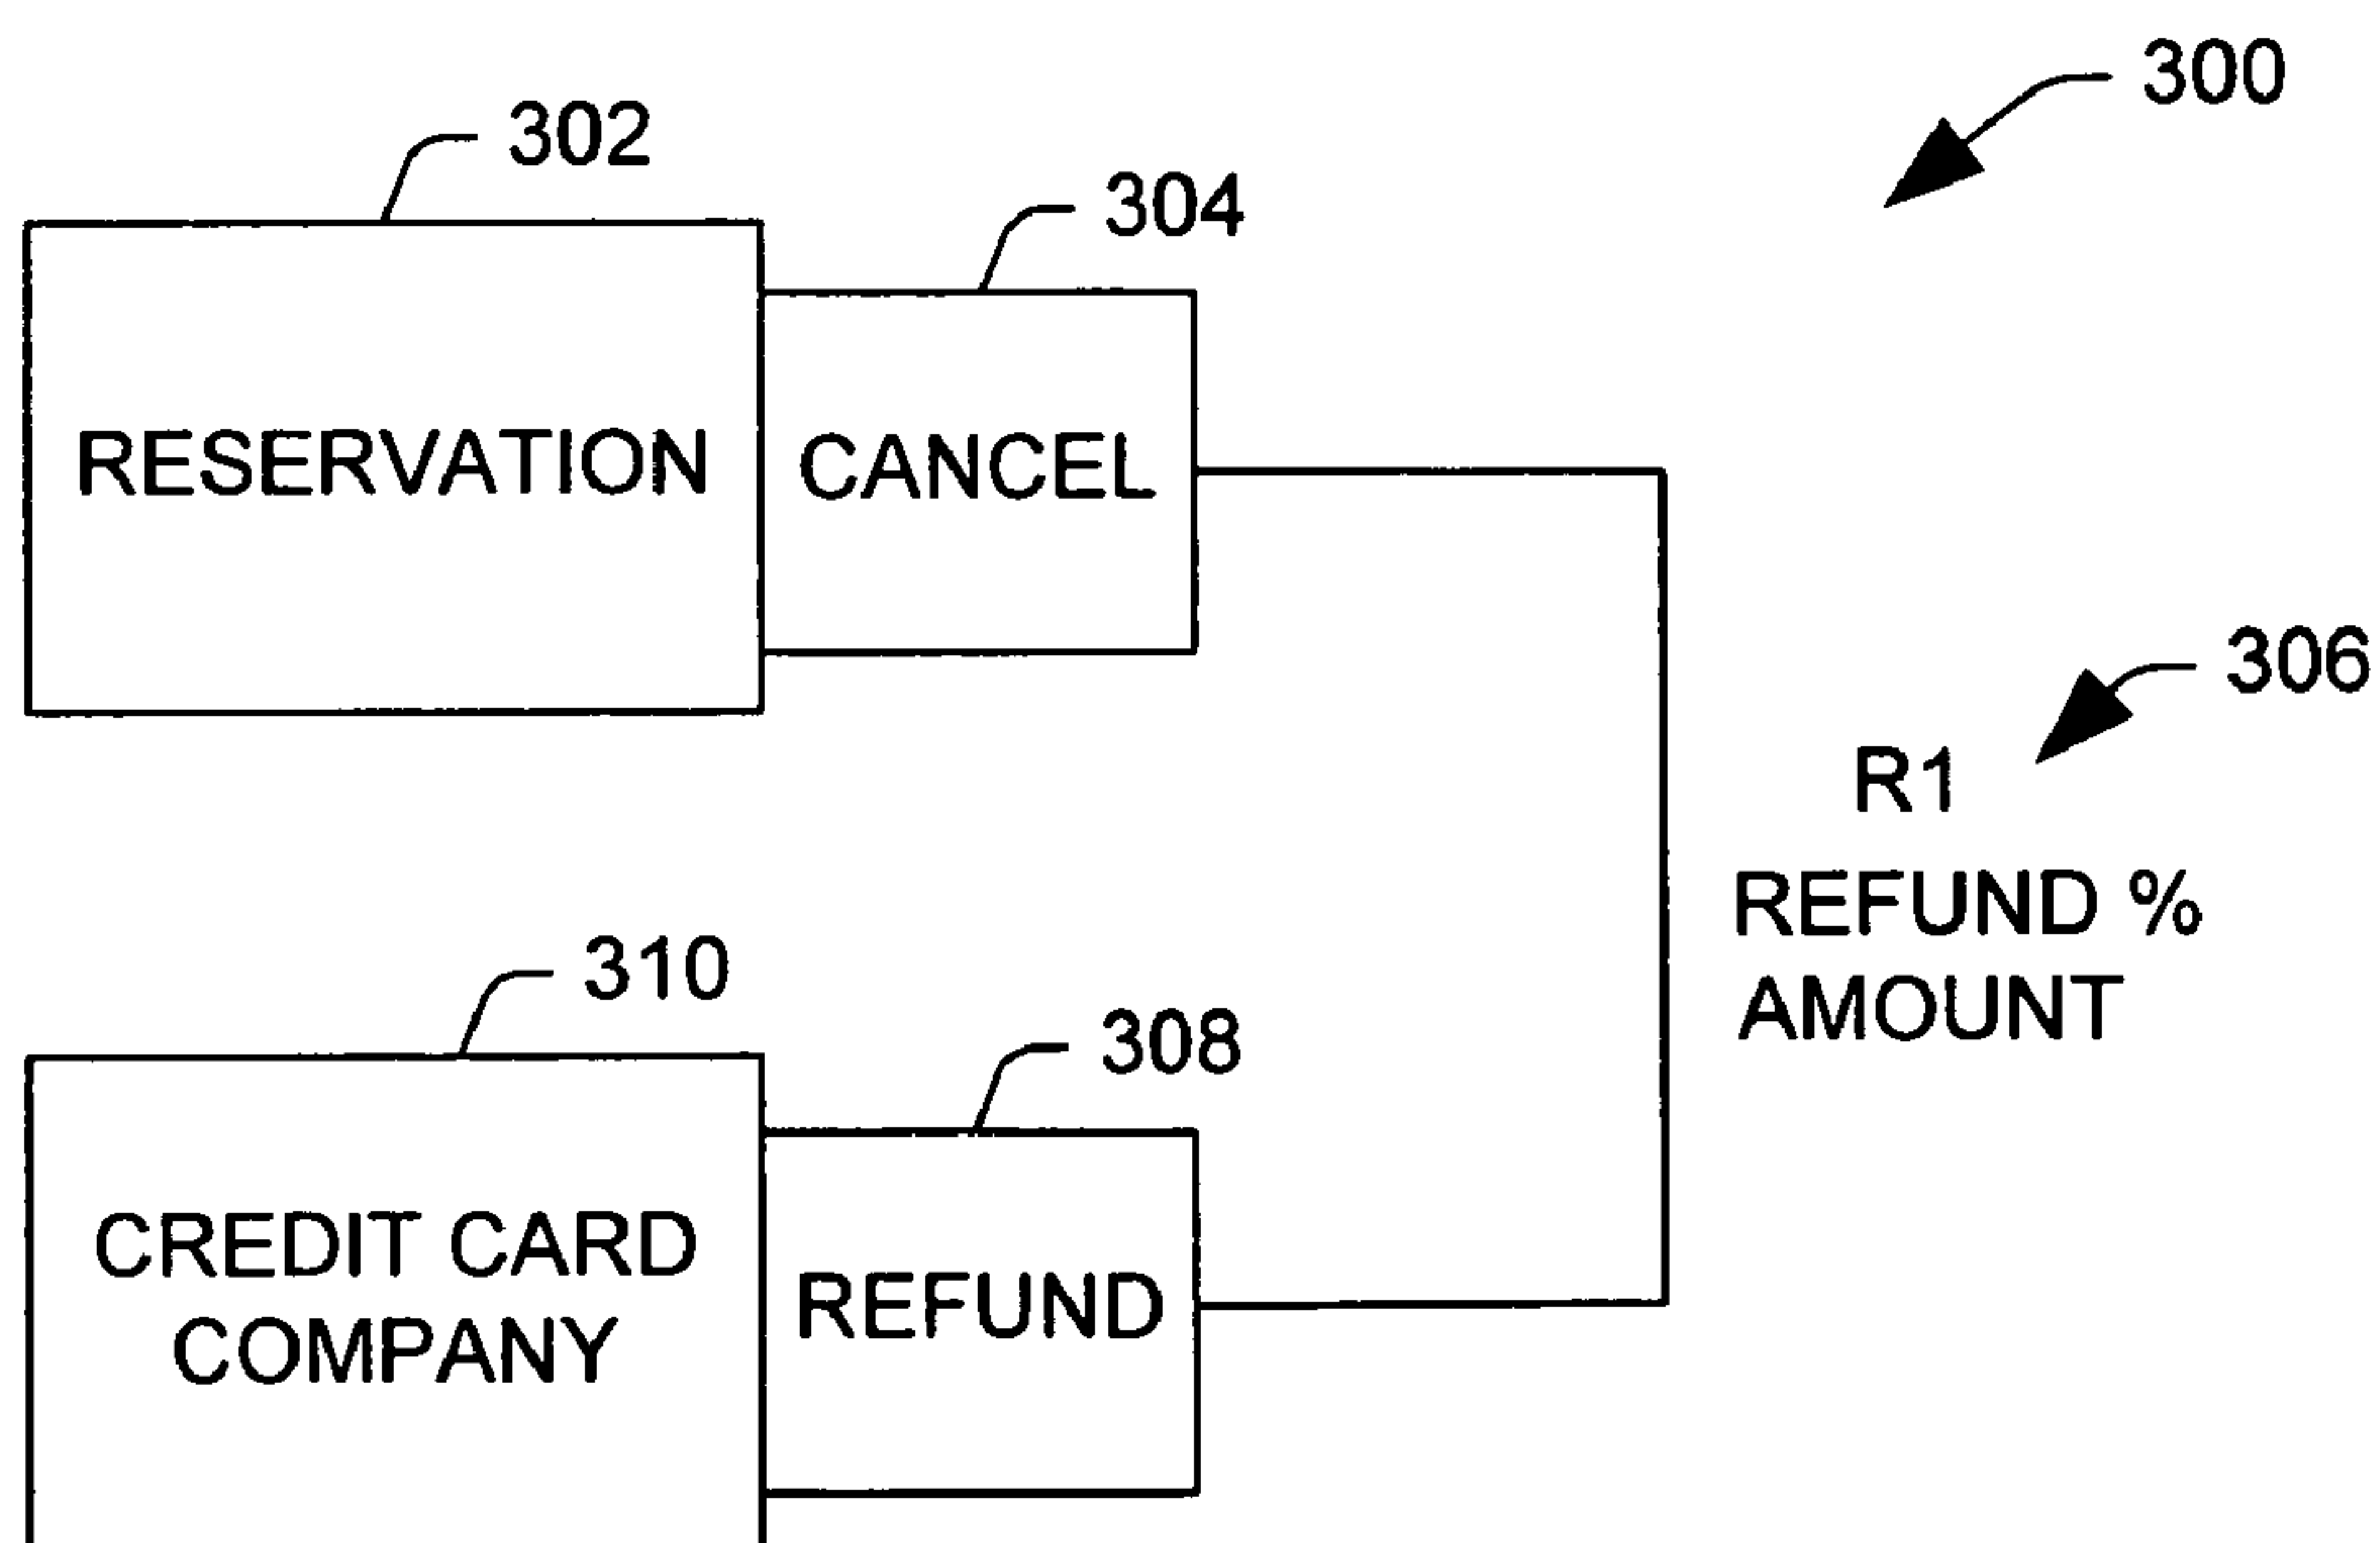 300
302
304
RESERVATION
CANCEL
306
R1
REFUND %
AMOUNT
310
308
CREDIT CARD
COMPANY
REFUND